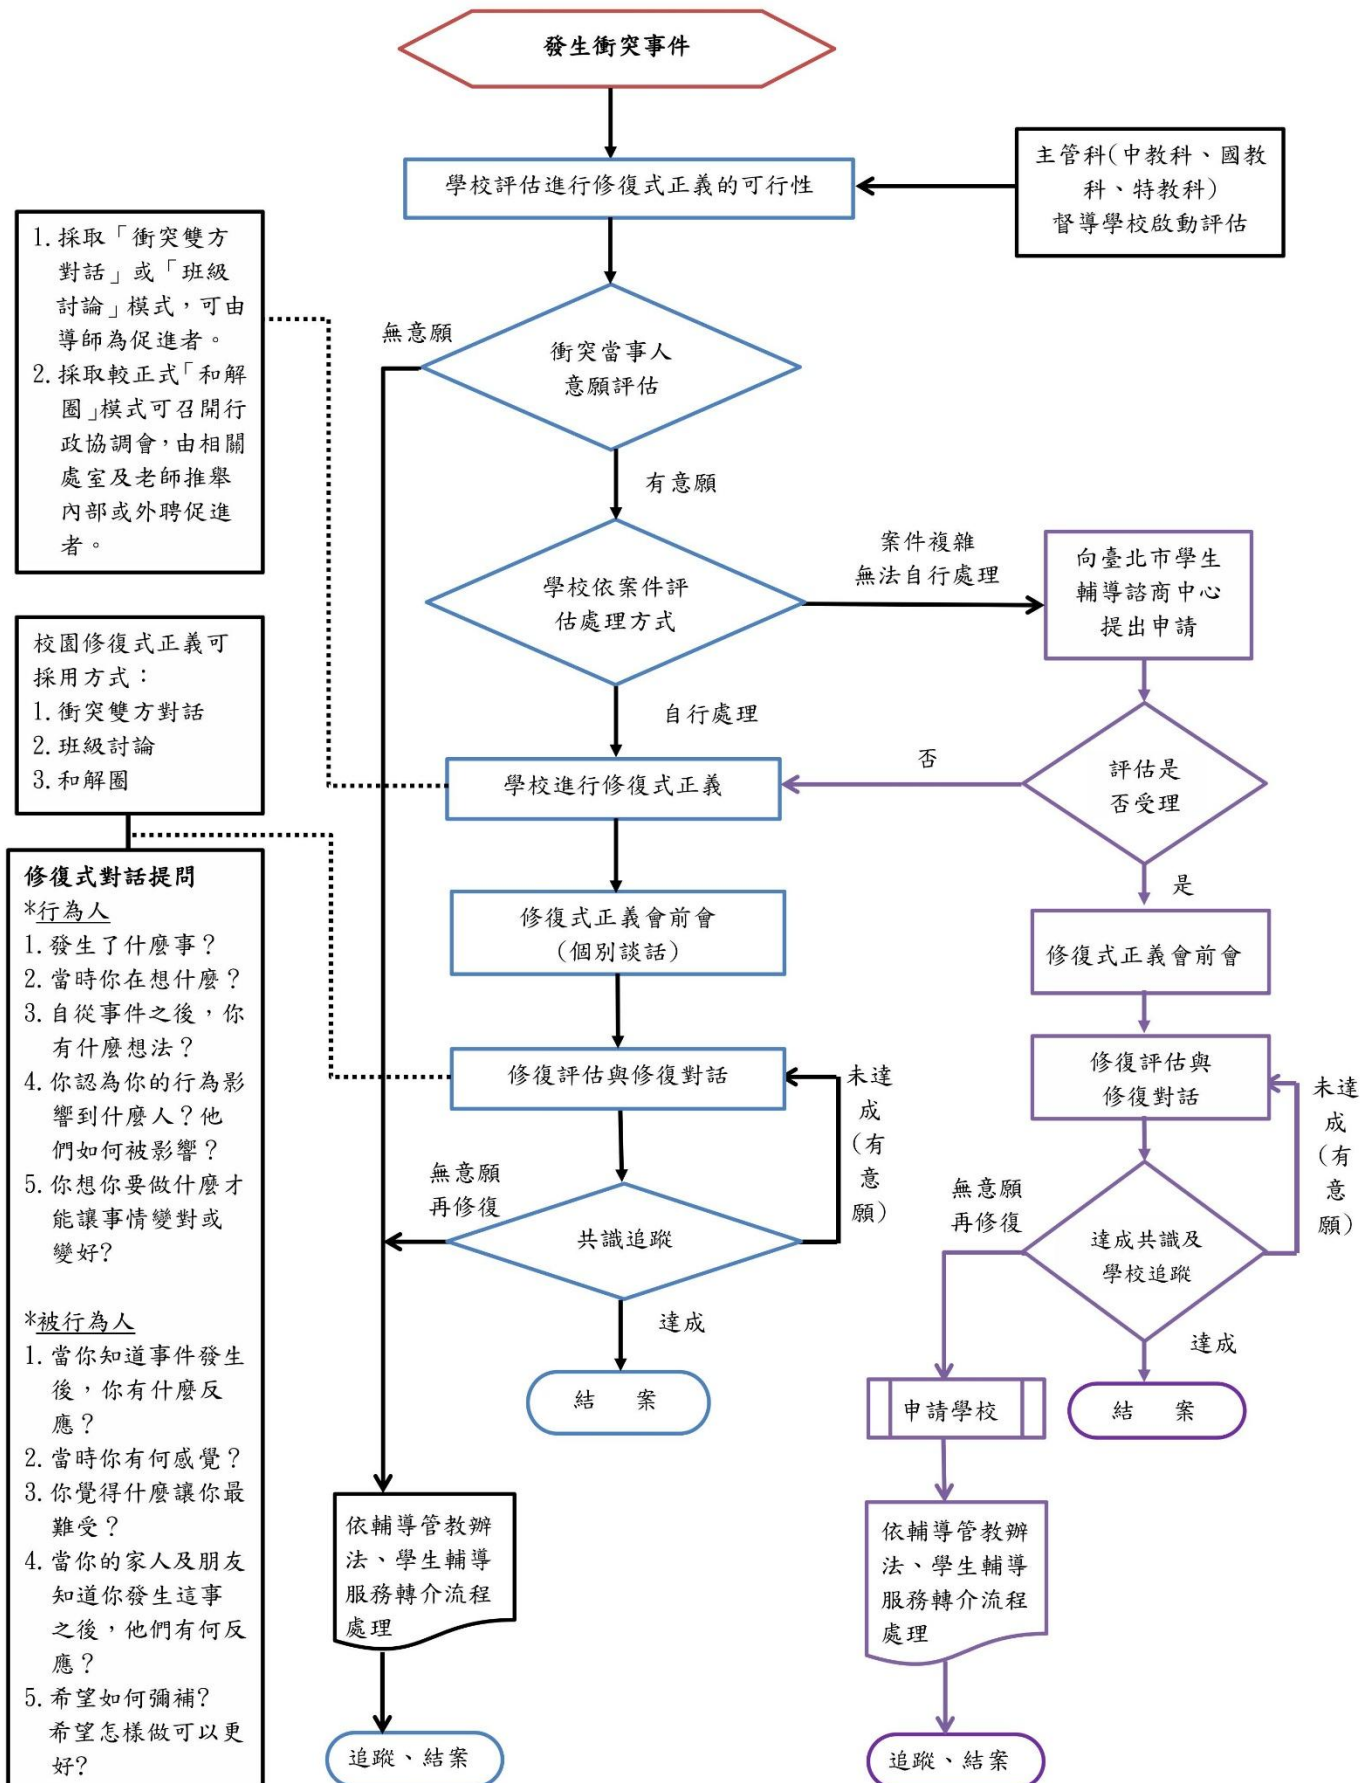 發生衝突事件
學校評估進行修復式正義的可行性
主管科(中教科、國教
科、特教科)
督導學校啟動評估
1.採取「衝突雙方
對話」或「班級
討論」模式，可由
導師為促進者。
2.採取較正式「和解
圈」模式可召開行
政協調會，由相關
處室及老師推舉
內部或外聘促進
者。
無意願
衝突當事人
意願評估
有意願
學校依案件評
估處理方式
案件複雜
無法自行處理
向臺北市學生
輔導諮商中心
提出申請
自行處理
校園修復式正義可
採用方式：
1.衝突雙方對話
2.班級討論
3.和解圈
學校進行修復式正義
否
評估是
否受理
是
修復式正義會前會
(個別談話)
修復式正義會前會
修復式對話提問
*行為人
1.發生了什麼事？
2.當時你在想什麼？
3.自從事件之後，你
有什麼想法？
4.你認為你的行為影
響到什麼人？他
們如何被影響？
5.你想你要做什麼才
能讓事情變對或
變好?
*被行為人
1.當你知道事件發生
後，你有什麼反
應？
2.當時你有何感覺？
3.你覺得什麼讓你最
難受？
4.當你的家人及朋友
知道你發生這事
之後，他們有何反
應？
5.希望如何彌補?
希望怎樣做可以更
好?
修復評估與修復對話
未達
成
(有
意
願)
無意願
再修復
共識追蹤
達成
結　案
修復評估與
修復對話
未達
成
(有
意
願)
無意願
再修復
達成共識及
學校追蹤
達成
申請學校
結　案
依輔導管教辦
法、學生輔導
服務轉介流程
處理
依輔導管教辦
法、學生輔導
服務轉介流程
處理
追蹤、結案
追蹤、結案